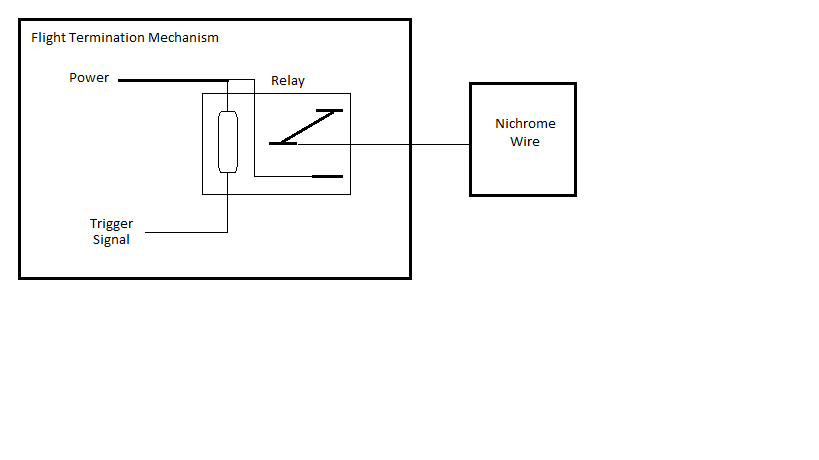 Flight Termination Mechanism
Power
Relay
Nichrome
Wire
Trigger
Signal